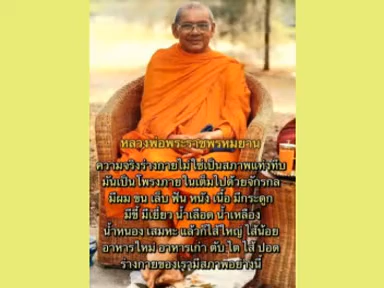 หลวงพ่อพระราชพรหมยาน
ความจริงร่างกายไม่ใช่เป็นสภาพแท่งทึบ
มันเป็นโพรงภายในเต็มไปด้วยจักรกล
มีผม ขน เล็บ ฟัน หนัง เนื้อ มีกระดูก
มีขี้ มีเยี่ยว น้ำเลือด น้ำเหลือง
น้ำหนอง เสมหะ แล้วก็ไส้ใหญ่ ไส้น้อย
อาหารใหม่ อาหารเก่า ตับ ไต ไส้ ปอด
ร่างกายของเรามีสภาพอย่างนี้